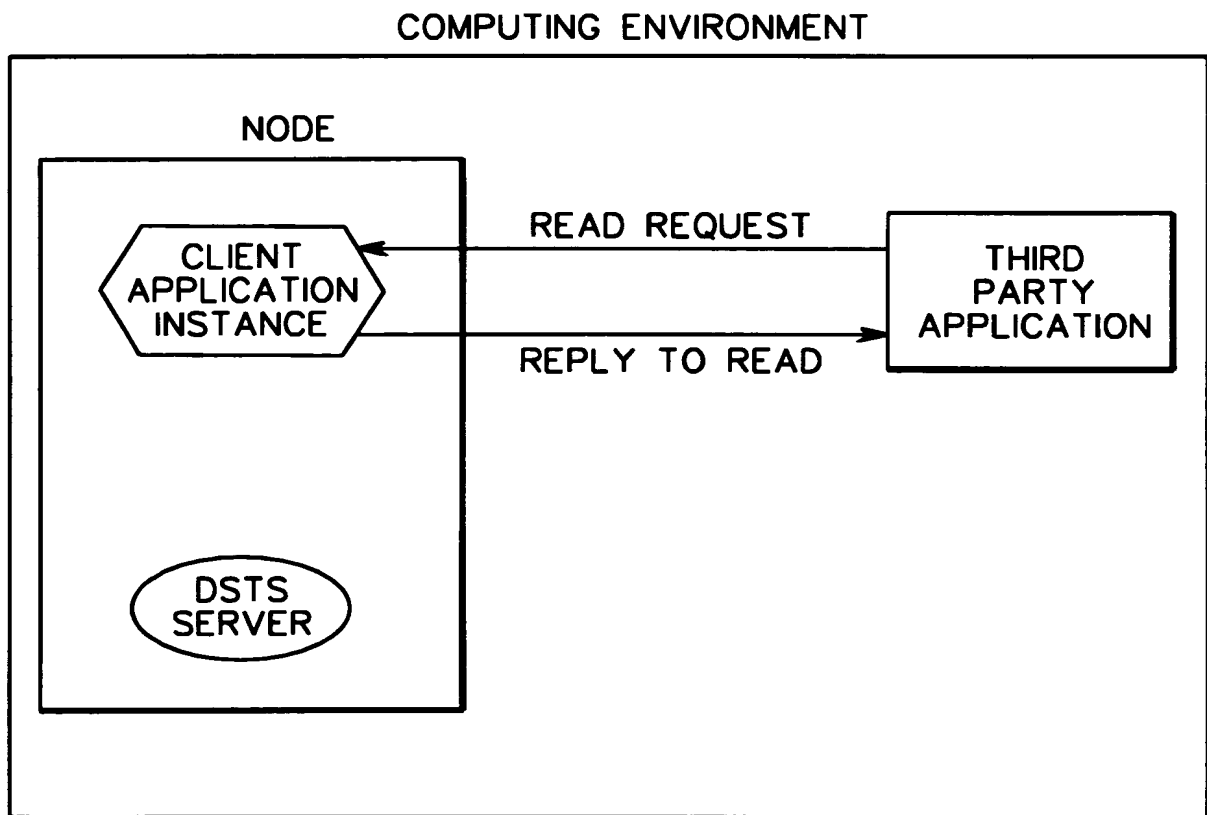 COMPUTING ENVIRONMENT
NODE
CLIENT
APPLICATION
INSTANCE
READ REQUEST
REPLY TO READ
THIRD
PARTY
APPLICATION
DSTS
SERVER